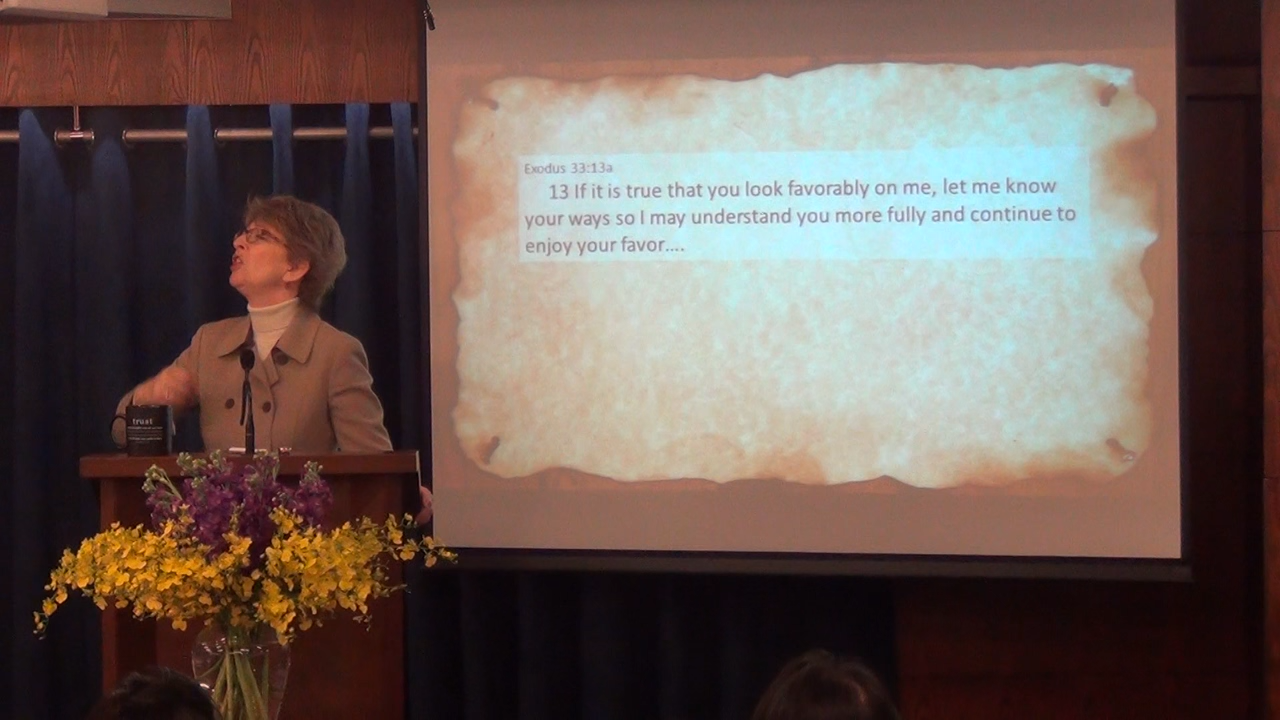 Exodus 33:13a
13 If it is true that you look favorably on me, let me know
your ways so I may understand you more fully and continue to
enjoy your favor....
trust